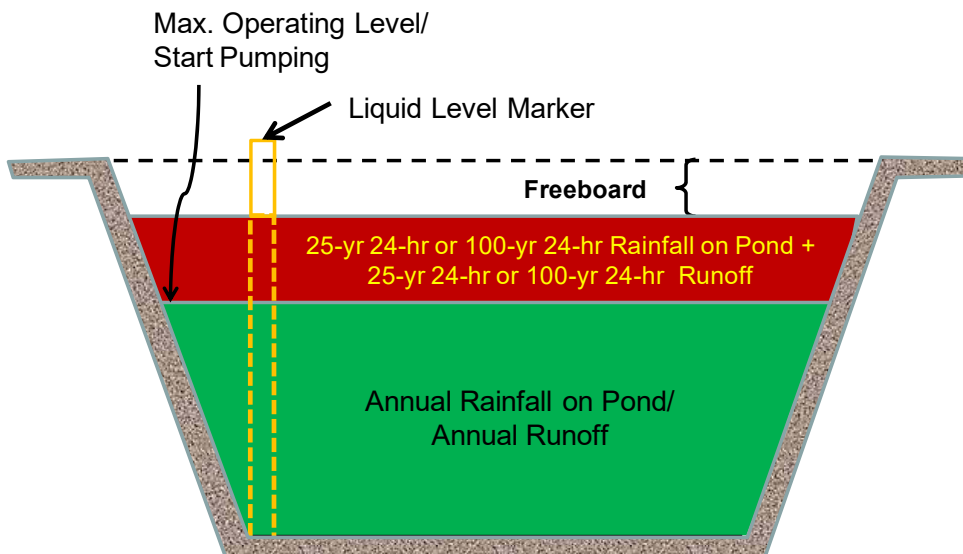 Max. Operating Level/
Start Pumping
Liquid Level Marker
Freeboard
25-yr 24-hr or 100-yr 24-hr Rainfall on Pond +
25-yr 24-hr or 100-yr 24-hr Runoff
Annual Rainfall on Pond/
Annual Runoff